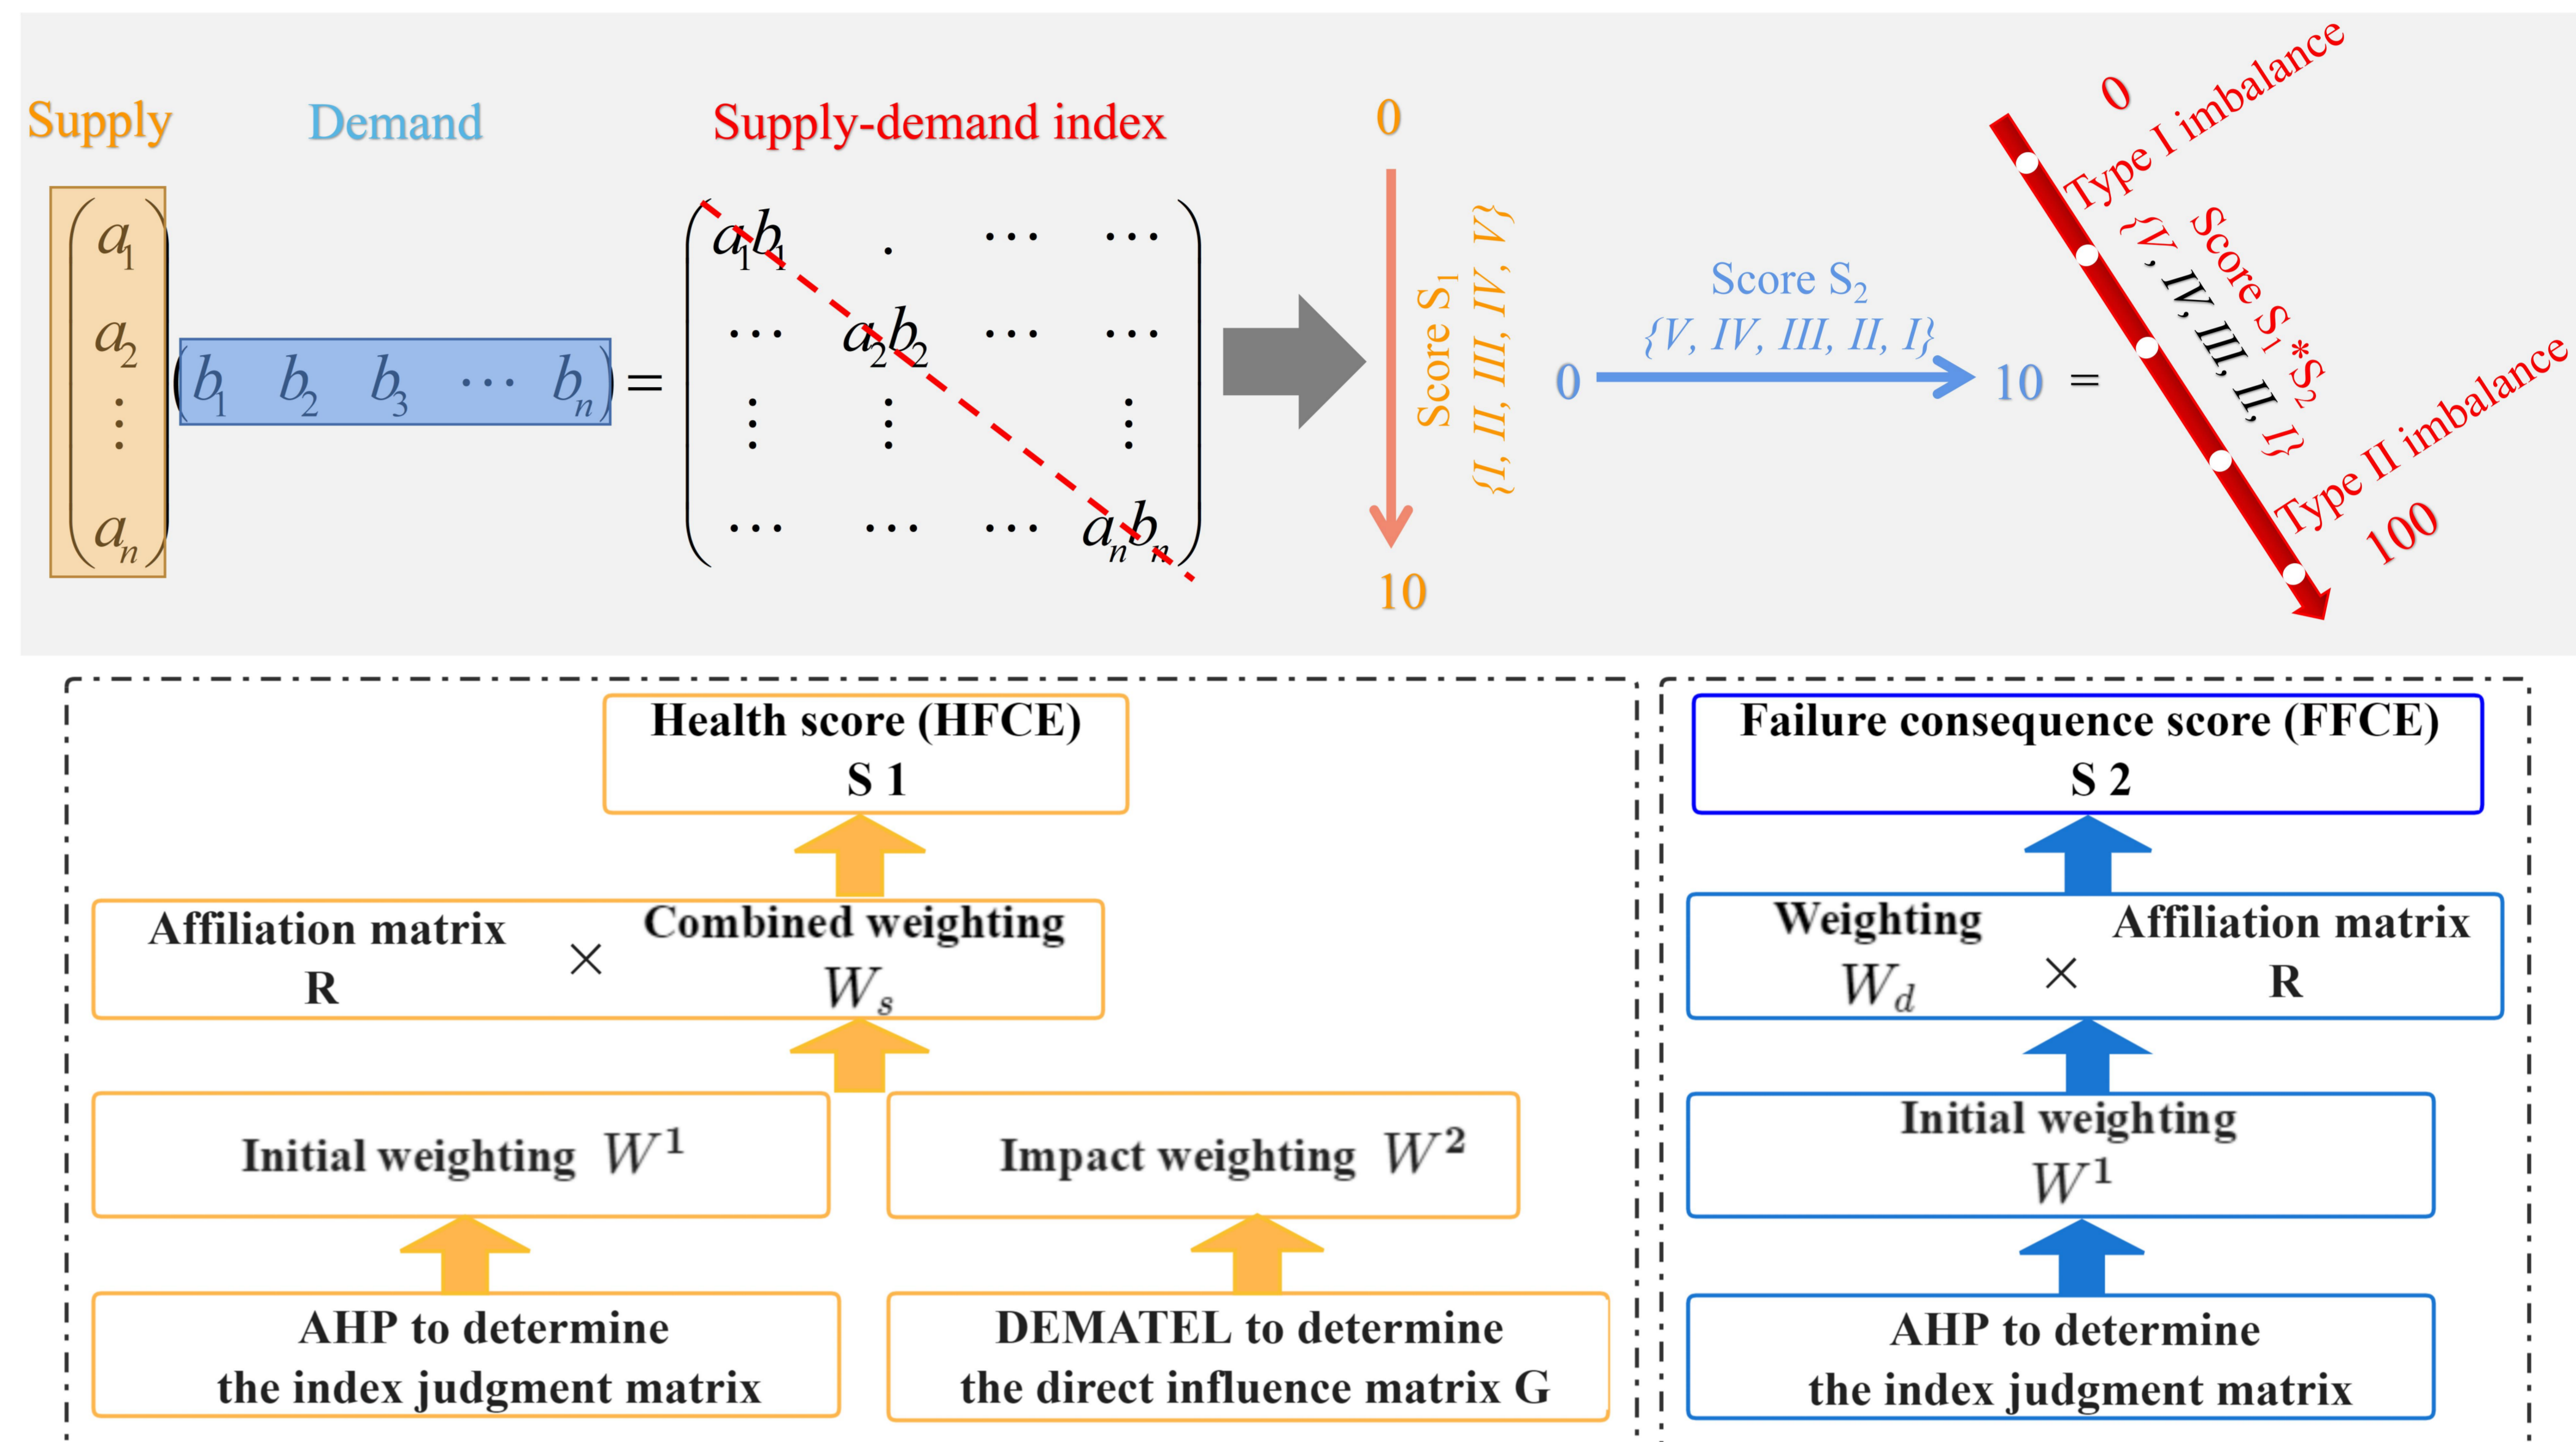 Supply Demand Supply-demand index
a1
a2
⋮
an
(b1 b2 b3 ⋯ bn) =
a1b1 . ⋯ ⋯
⋯ a2b2 ⋯ ⋯
⋮ ⋮ ⋮
⋯ ⋯ ⋯ anbn
0
Score S1
{I, II, III, IV, V}
10
Score S2
{V, IV, III, II, I}
0 10 =
0
Type I imbalance
Score S1*S2
{V, IV, III, II, I}
Type II imbalance
100
Health score (HFCE)
S 1
Affiliation matrix
R
×
Combined weighting
Ws
Initial weighting W¹
Impact weighting W²
AHP to determine
the index judgment matrix
DEMATEL to determine
the direct influence matrix G
Failure consequence score (FFCE)
S 2
Weighting
Wd
×
Affiliation matrix
R
Initial weighting
W¹
AHP to determine
the index judgment matrix